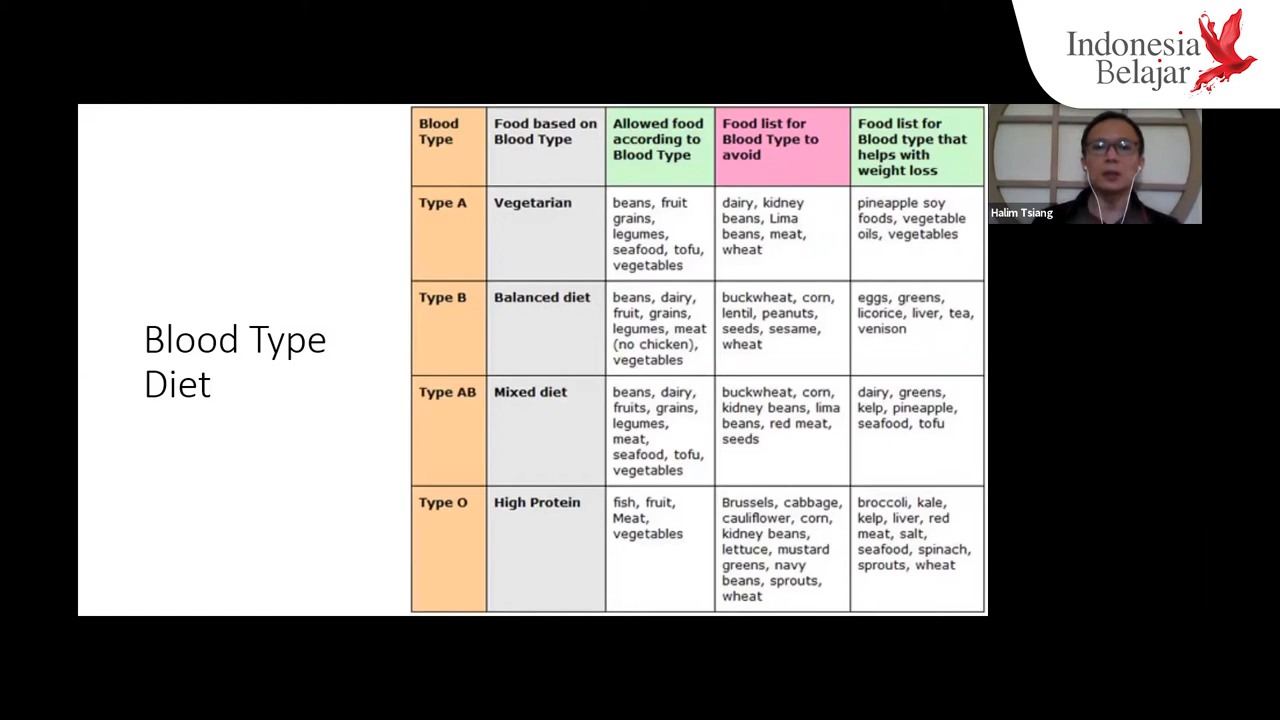 Indonesia
Belajar
Halim Tsiang
Blood Type
Diet
Blood
Type
Food based on
Blood Type
Allowed food
according to
Blood Type
Food list for
Blood Type to
avoid
Food list for
Blood type that
helps with
weight loss
Type A
Vegetarian
beans, fruit
grains,
legumes,
seafood, tofu,
vegetables
dairy, kidney
beans, Lima
beans, meat,
wheat
pineapple soy
foods, vegetable
oils, vegetables
Type B
Balanced diet
beans, dairy,
fruit, grains,
legumes, meat
(no chicken),
vegetables
buckwheat, corn,
lentil, peanuts,
seeds, sesame,
wheat
eggs, greens,
licorice, liver, tea,
venison
Type AB
Mixed diet
beans, dairy,
fruits, grains,
legumes,
meat,
seafood, tofu,
vegetables
buckwheat, corn,
kidney beans, lima
beans, red meat,
seeds
dairy, greens,
kelp, pineapple,
seafood, tofu
Type O
High Protein
fish, fruit,
Meat,
vegetables
Brussels, cabbage,
cauliflower, corn,
kidney beans,
lettuce, mustard
greens, navy
beans, sprouts,
wheat
broccoli, kale,
kelp, liver, red
meat, salt,
seafood, spinach,
sprouts, wheat